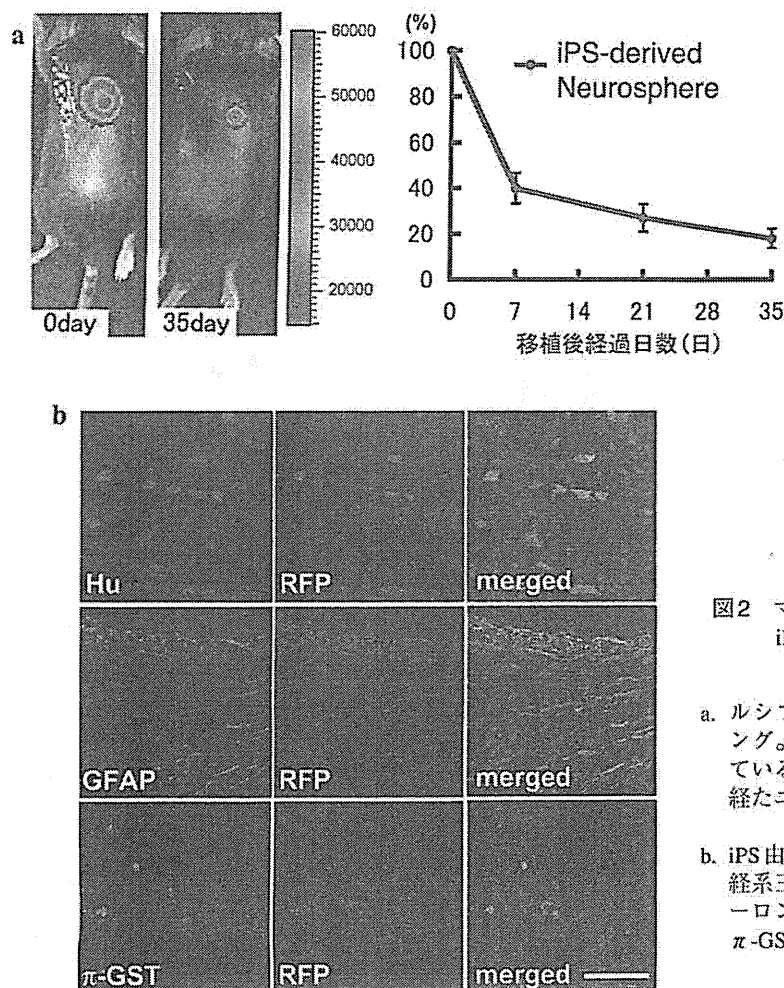 a
0day
35day
60000
50000
40000
30000
20000
(%)
100
80
60
40
20
0
iPS-derived
Neurosphere
0 7 14 21 28 35
移植後経過日数(日)
b
Hu
RFP
merged
GFAP
RFP
merged
π-GST
RFP
merged
図2 マ
i
a. ルシフ
ング。
ている
経たニ
b. iPS由
経系三
ーロン
π-GS